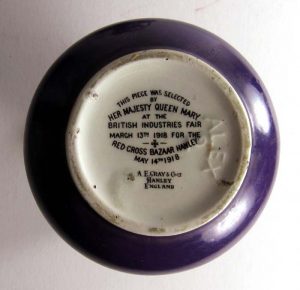 THIS PIECE WAS SELECTED
BY
HER MAJESTY QUEEN MARY
AT THE
BRITISH INDUSTRIES FAIR
MARCH 13TH 1918 FOR THE
RED CROSS BAZAAR HANLEY
MAY 14TH 1918
A.E. GRAY & CO
HANLEY
ENGLAND